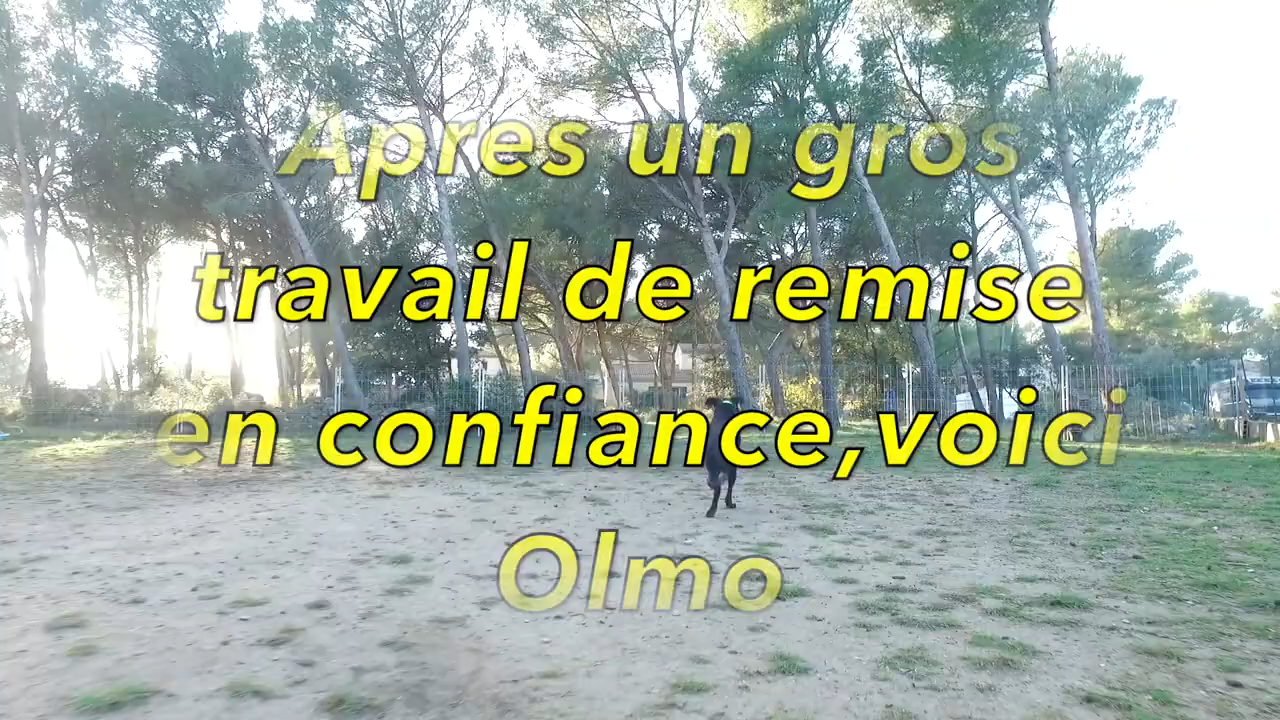 Apres un gros
travail de remise
en confiance,voici
Olmo